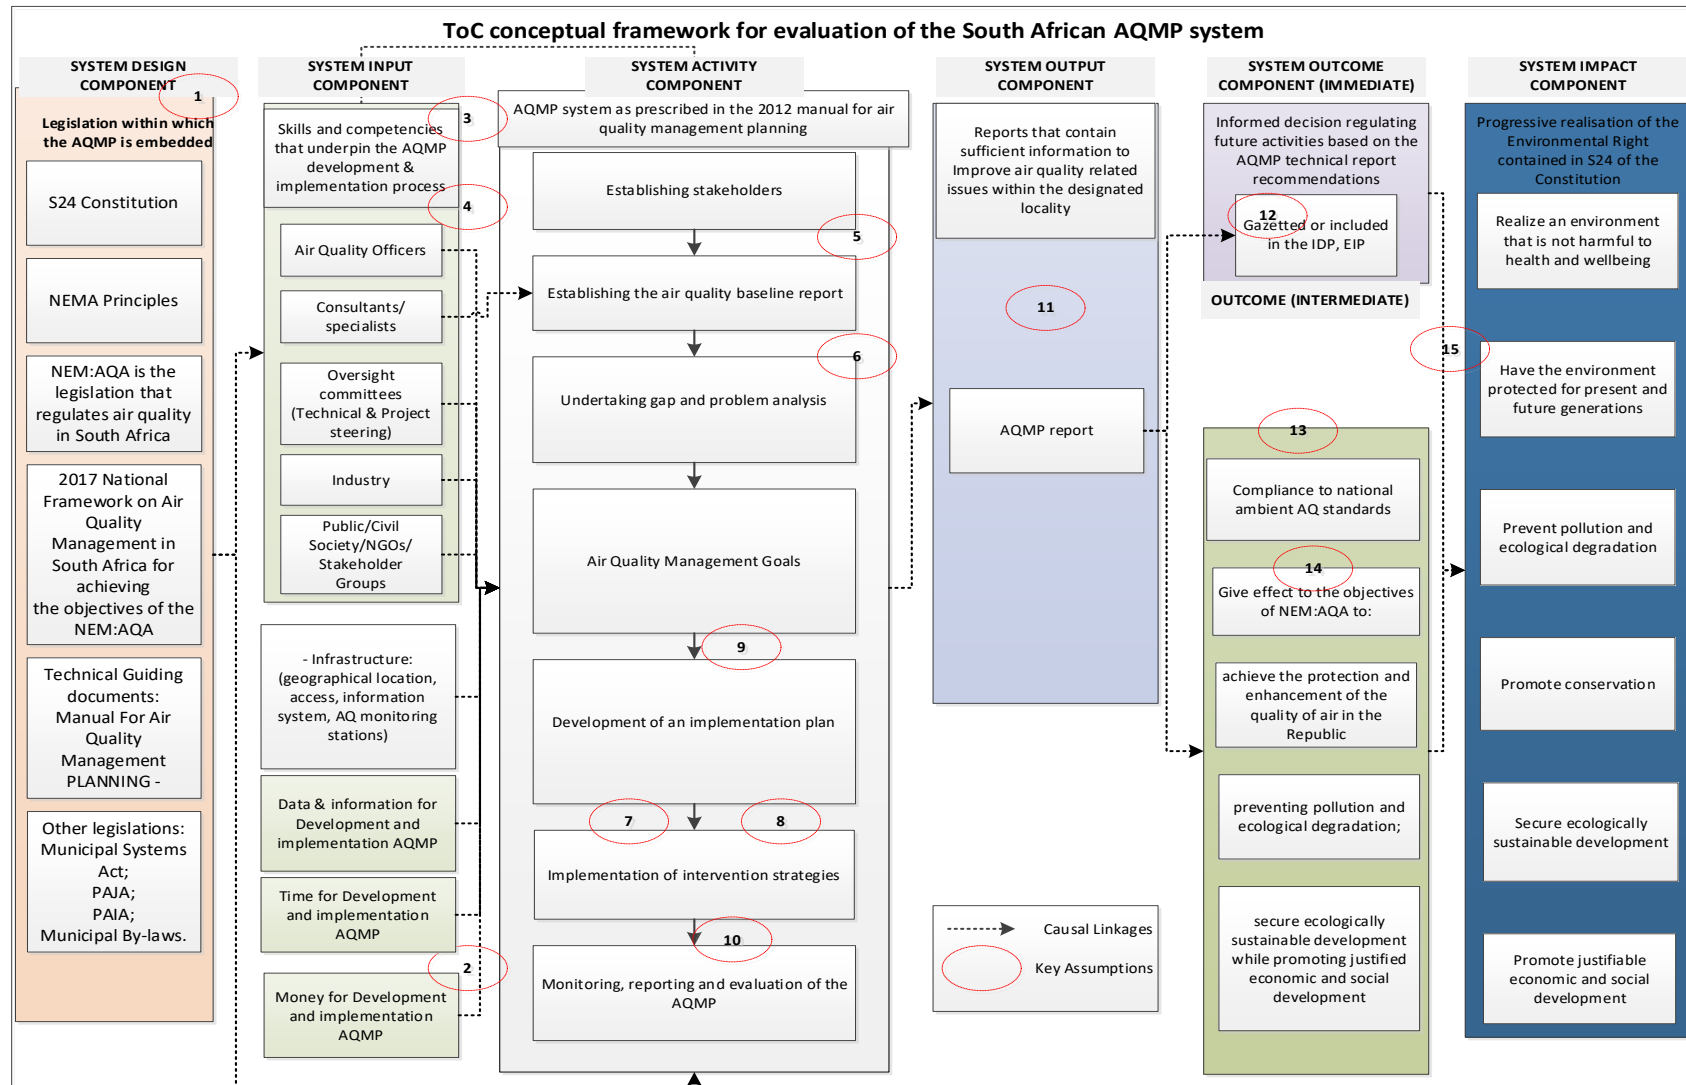 ToC conceptual framework for evaluation of the South African AQMP system
SYSTEM DESIGN
COMPONENT
1
Legislation within which
the AQMP is embedded
S24 Constitution
NEMA Principles
NEM:AQA is the
legislation that
regulates air quality
in South Africa
2017 National
Framework on Air
Quality
Management in
South Africa for
achieving
the objectives of the
NEM:AQA
Technical Guiding
documents:
Manual For Air
Quality
Management
PLANNING -
Other legislations:
Municipal Systems
Act;
PAJA;
PAIA;
Municipal By-laws.
SYSTEM INPUT
COMPONENT
3
Skills and competencies
that underpin the AQMP
development &
implementation process
4
Air Quality Officers
Consultants/
specialists
Oversight
committees
(Technical & Project
steering)
Industry
Public/Civil
Society/NGOs/
Stakeholder
Groups
- Infrastructure:
(geographical location,
access, information
system, AQ monitoring
stations)
Data & information for
Development and
implementation AQMP
Time for Development
and implementation
AQMP
2
Money for Development
and implementation
AQMP
SYSTEM ACTIVITY
COMPONENT
AQMP system as prescribed in the 2012 manual for air
quality management planning
Establishing stakeholders
5
Establishing the air quality baseline report
6
Undertaking gap and problem analysis
Air Quality Management Goals
9
Development of an implementation plan
7
8
Implementation of intervention strategies
10
Monitoring, reporting and evaluation of the
AQMP
SYSTEM OUTPUT
COMPONENT
Reports that contain
sufficient information to
Improve air quality related
issues within the designated
locality
11
AQMP report
Causal Linkages
Key Assumptions
SYSTEM OUTCOME
COMPONENT (IMMEDIATE)
Informed decision regulating
future activities based on the
AQMP technical report
recommendations
12
Gazetted or included
in the IDP, EIP
OUTCOME (INTERMEDIATE)
13
Compliance to national
ambient AQ standards
14
Give effect to the objectives
of NEM:AQA to:
achieve the protection and
enhancement of the
quality of air in the
Republic
preventing pollution and
ecological degradation;
secure ecologically
sustainable development
while promoting justified
economic and social
development
15
SYSTEM IMPACT
COMPONENT
Progressive realisation of the
Environmental Right
contained in S24 of the
Constitution
Realize an environment
that is not harmful to
health and wellbeing
Have the environment
protected for present and
future generations
Prevent pollution and
ecological degradation
Promote conservation
Secure ecologically
sustainable development
Promote justifiable
economic and social
development